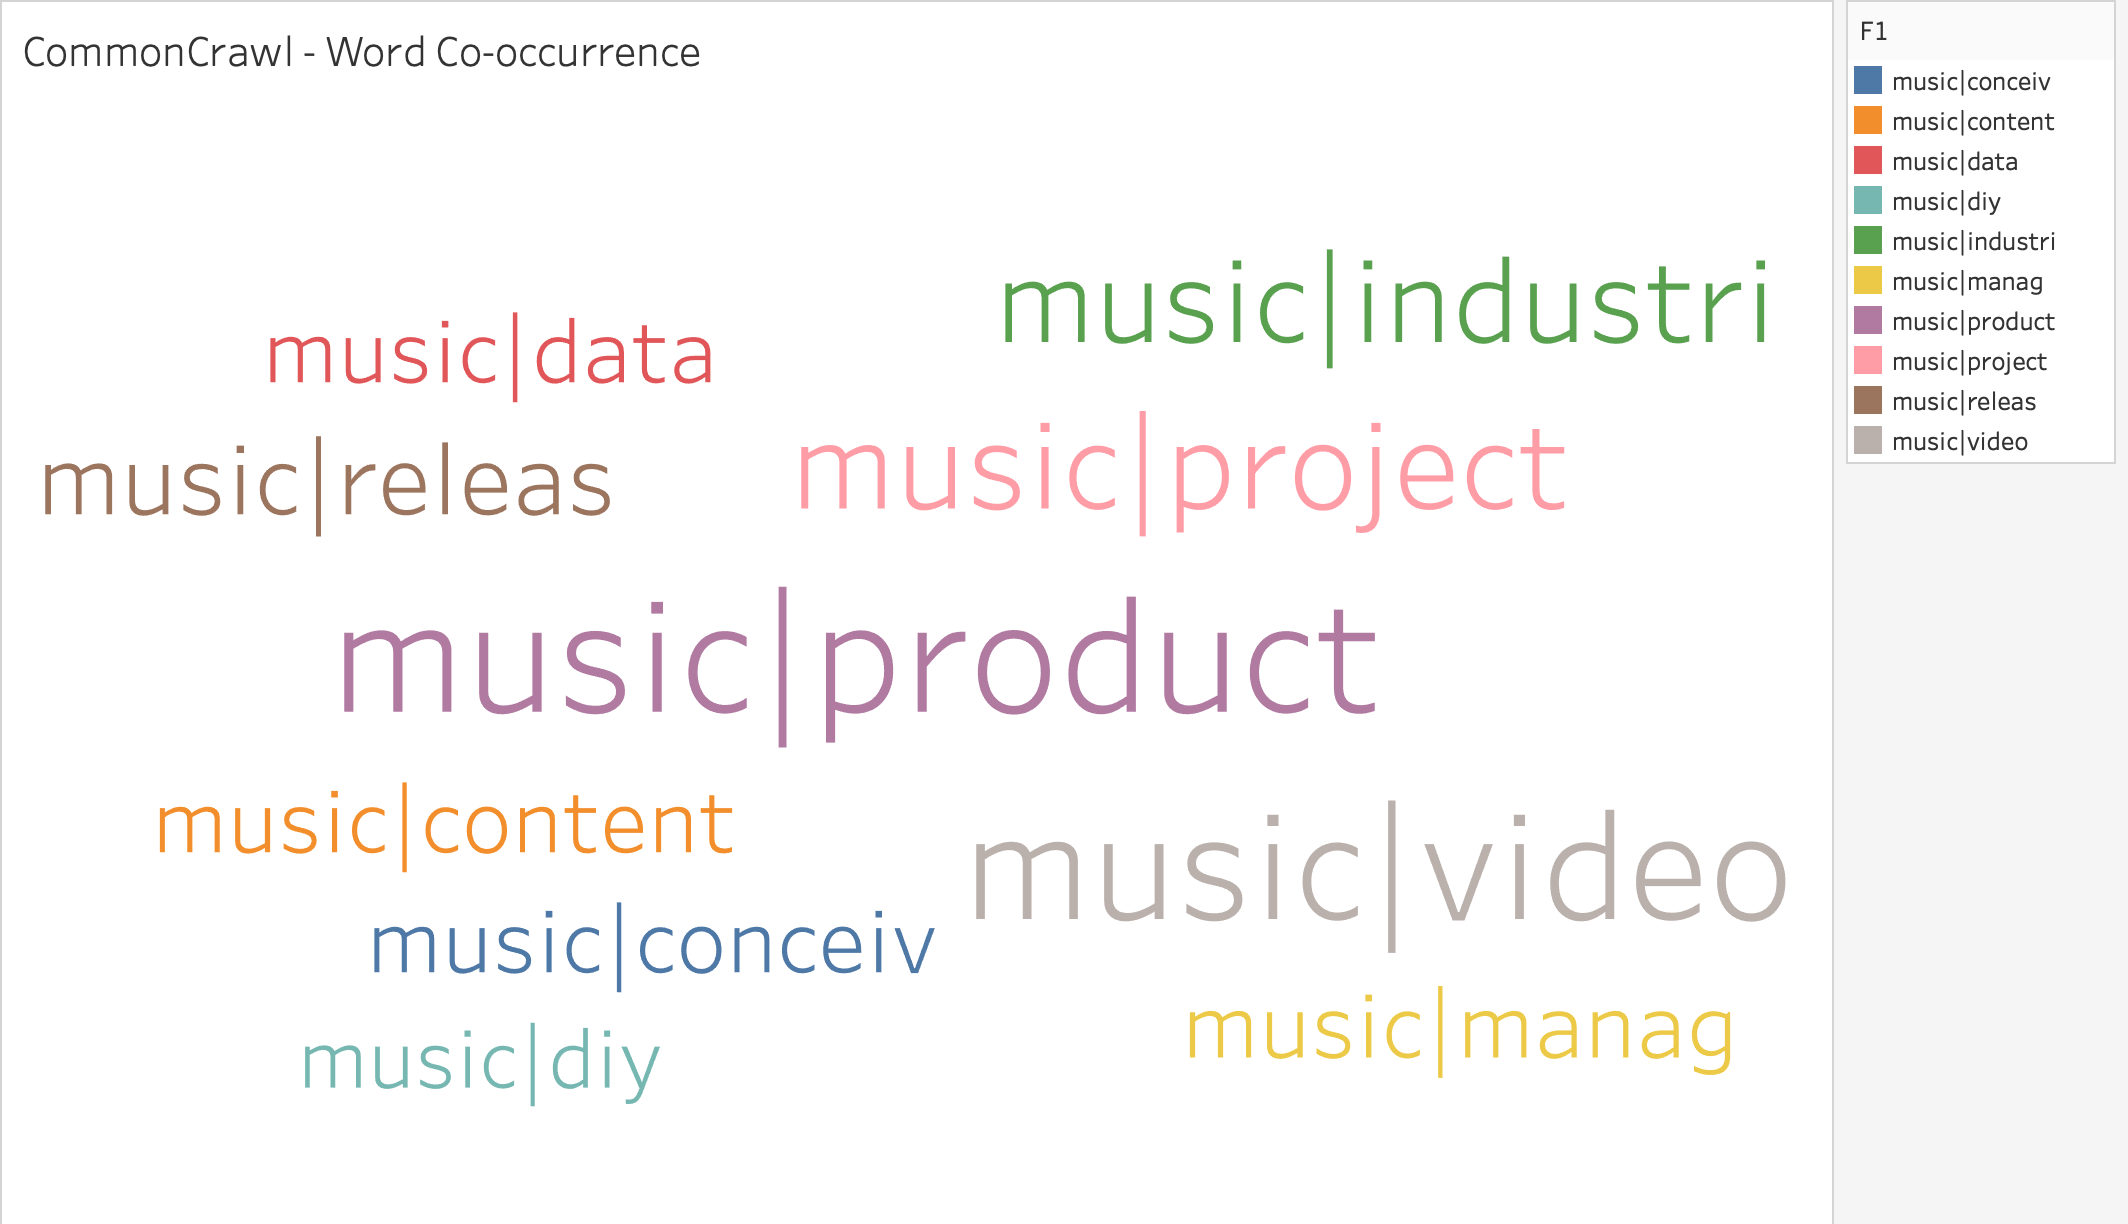 CommonCrawl - Word Co-occurrence
music|industri
music|data
music|project
music|releas
music|product
music|content
music|video
music|conceiv
music|manag
music|diy
F1
music|conceiv
music|content
music|data
music|diy
music|industri
music|manag
music|product
music|project
music|releas
music|video